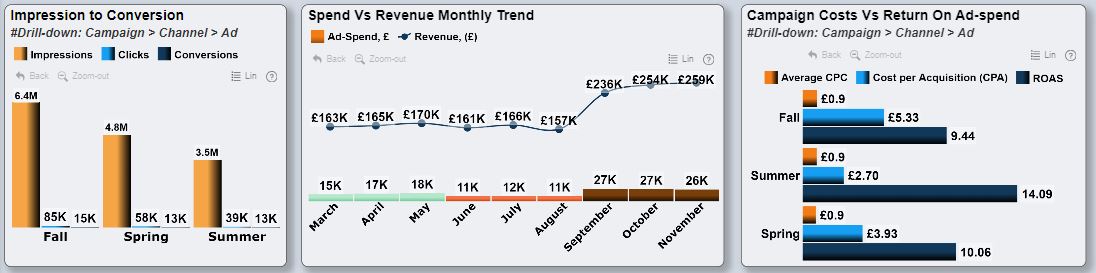 Impression to Conversion
#Drill-down: Campaign > Channel > Ad
Impressions Clicks Conversions
Back Zoom-out Lin ?
6.4M
4.8M
3.5M
85K 15K 58K 13K 39K 13K
Fall Spring Summer
Spend Vs Revenue Monthly Trend
Ad-Spend, £ Revenue, (£)
Back Zoom-out Lin ?
£163K £165K £170K £161K £166K £157K £236K £254K £259K
15K 17K 18K 11K 12K 11K 27K 27K 26K
March April May June July August September October November
Campaign Costs Vs Return On Ad-spend
#Drill-down: Campaign > Channel > Ad
Back Zoom-out Lin ?
Average CPC Cost per Acquisition (CPA) ROAS
£0.9
Fall £5.33
9.44
£0.9
Summer £2.70
14.09
£0.9
Spring £3.93
10.06